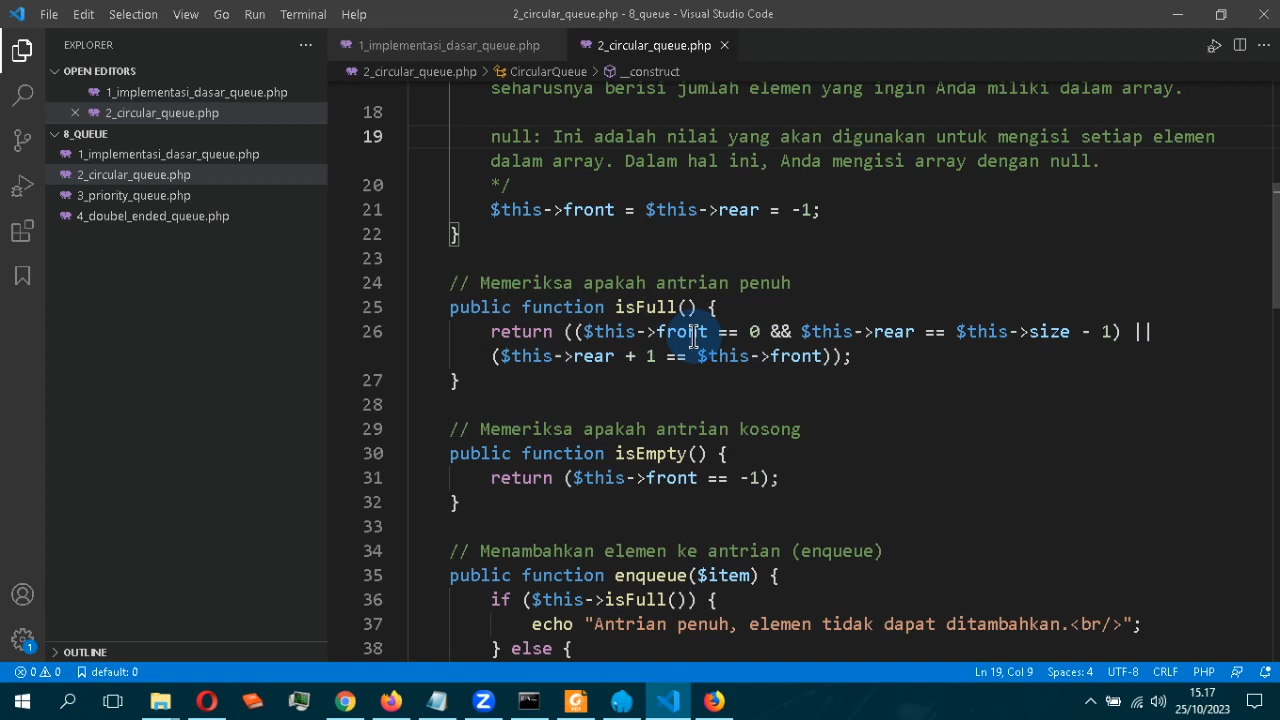 File Edit Selection View Go Run Terminal Help
2_circular_queue.php - 8_queue - Visual Studio Code
EXPLORER
OPEN EDITORS
1_implementasi_dasar_queue.php
2_circular_queue.php
8_QUEUE
1_implementasi_dasar_queue.php
2_circular_queue.php
3_priority_queue.php
4_doubel_ended_queue.php
OUTLINE
1_implementasi_dasar_queue.php 2_circular_queue.php
2_circular_queue.php > CircularQueue > __construct
seharusnya berisi jumlah elemen yang ingin Anda miliki dalam array.
18
19 null: Ini adalah nilai yang akan digunakan untuk mengisi setiap elemen
dalam array. Dalam hal ini, Anda mengisi array dengan null.
20 */
21 $this->front = $this->rear = -1;
22 }
23
24 // Memeriksa apakah antrian penuh
25 public function isFull() {
26 return (($this->front == 0 && $this->rear == $this->size - 1) ||
($this->rear + 1 == $this->front));
27 }
28
29 // Memeriksa apakah antrian kosong
30 public function isEmpty() {
31 return ($this->front == -1);
32 }
33
34 // Menambahkan elemen ke antrian (enqueue)
35 public function enqueue($item) {
36 if ($this->isFull()) {
37 echo "Antrian penuh, elemen tidak dapat ditambahkan.<br/>";
38 } else {
1
0 0 default: 0
Ln 19, Col 9 Spaces: 4 UTF-8 CRLF PHP
15.17
25/10/2023